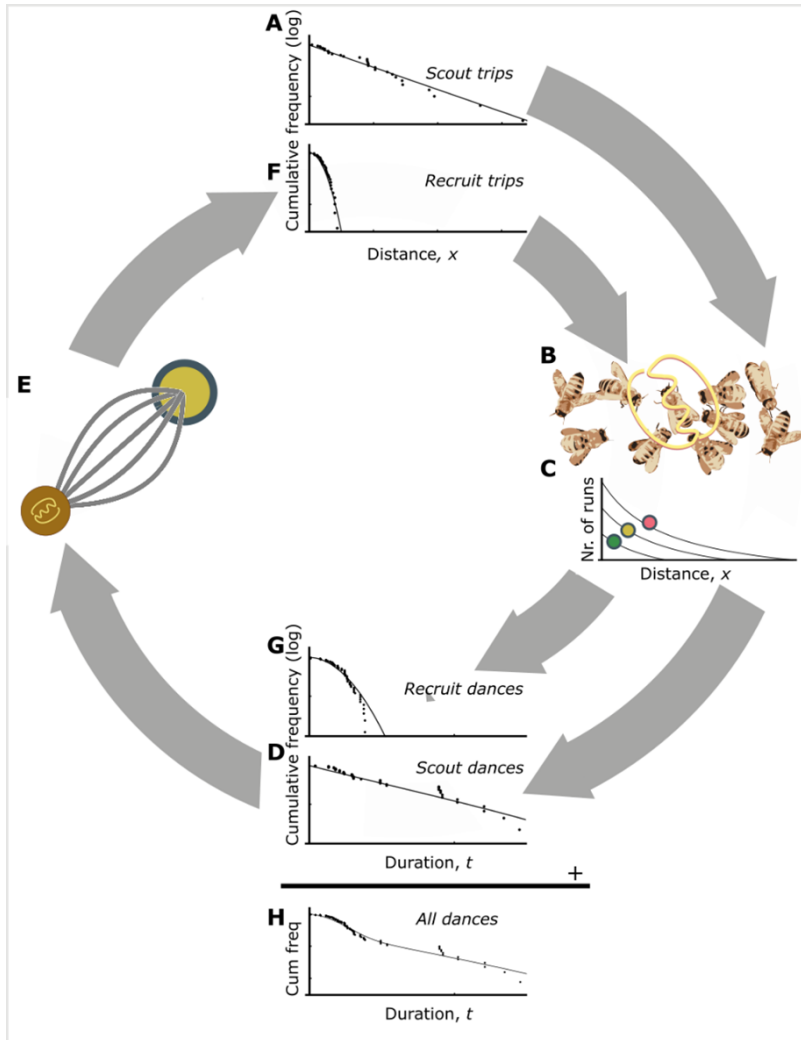 A
Cumulative frequency (log)
Scout trips
F
Recruit trips
Distance, x
B
E
C
Nr. of runs
Distance, x
G
Cumulative frequency (log)
Recruit dances
D
Scout dances
Duration, t
+
H
Cum freq
All dances
Duration, t